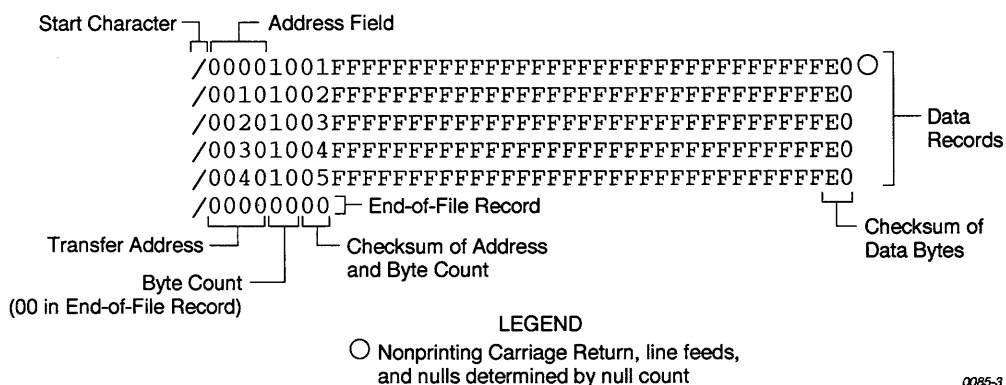 Start Character Address Field
/00001001FFFFFFFFFFFFFFFFFFFFFFFFFFFFFFFFE0
/00101002FFFFFFFFFFFFFFFFFFFFFFFFFFFFFFFFE0
/00201003FFFFFFFFFFFFFFFFFFFFFFFFFFFFFFFFE0
/00301004FFFFFFFFFFFFFFFFFFFFFFFFFFFFFFFFE0
/00401005FFFFFFFFFFFFFFFFFFFFFFFFFFFFFFFFE0
/00000000
Data
Records
End-of-File Record
Transfer Address
Byte Count
(00 in End-of-File Record)
Checksum of Address
and Byte Count
Checksum of
Data Bytes
LEGEND
Nonprinting Carriage Return, line feeds,
and nulls determined by null count
0085-3